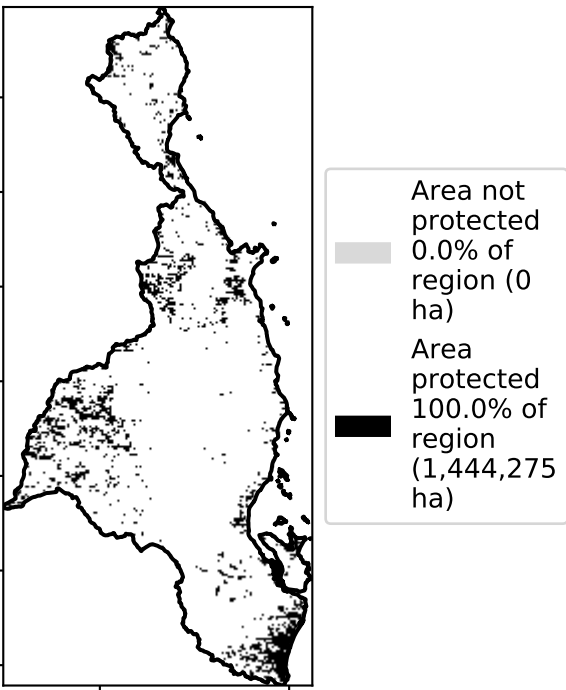 Area not
protected
0.0% of
region (0
ha)
Area
protected
100.0% of
region
(1,444,275
ha)